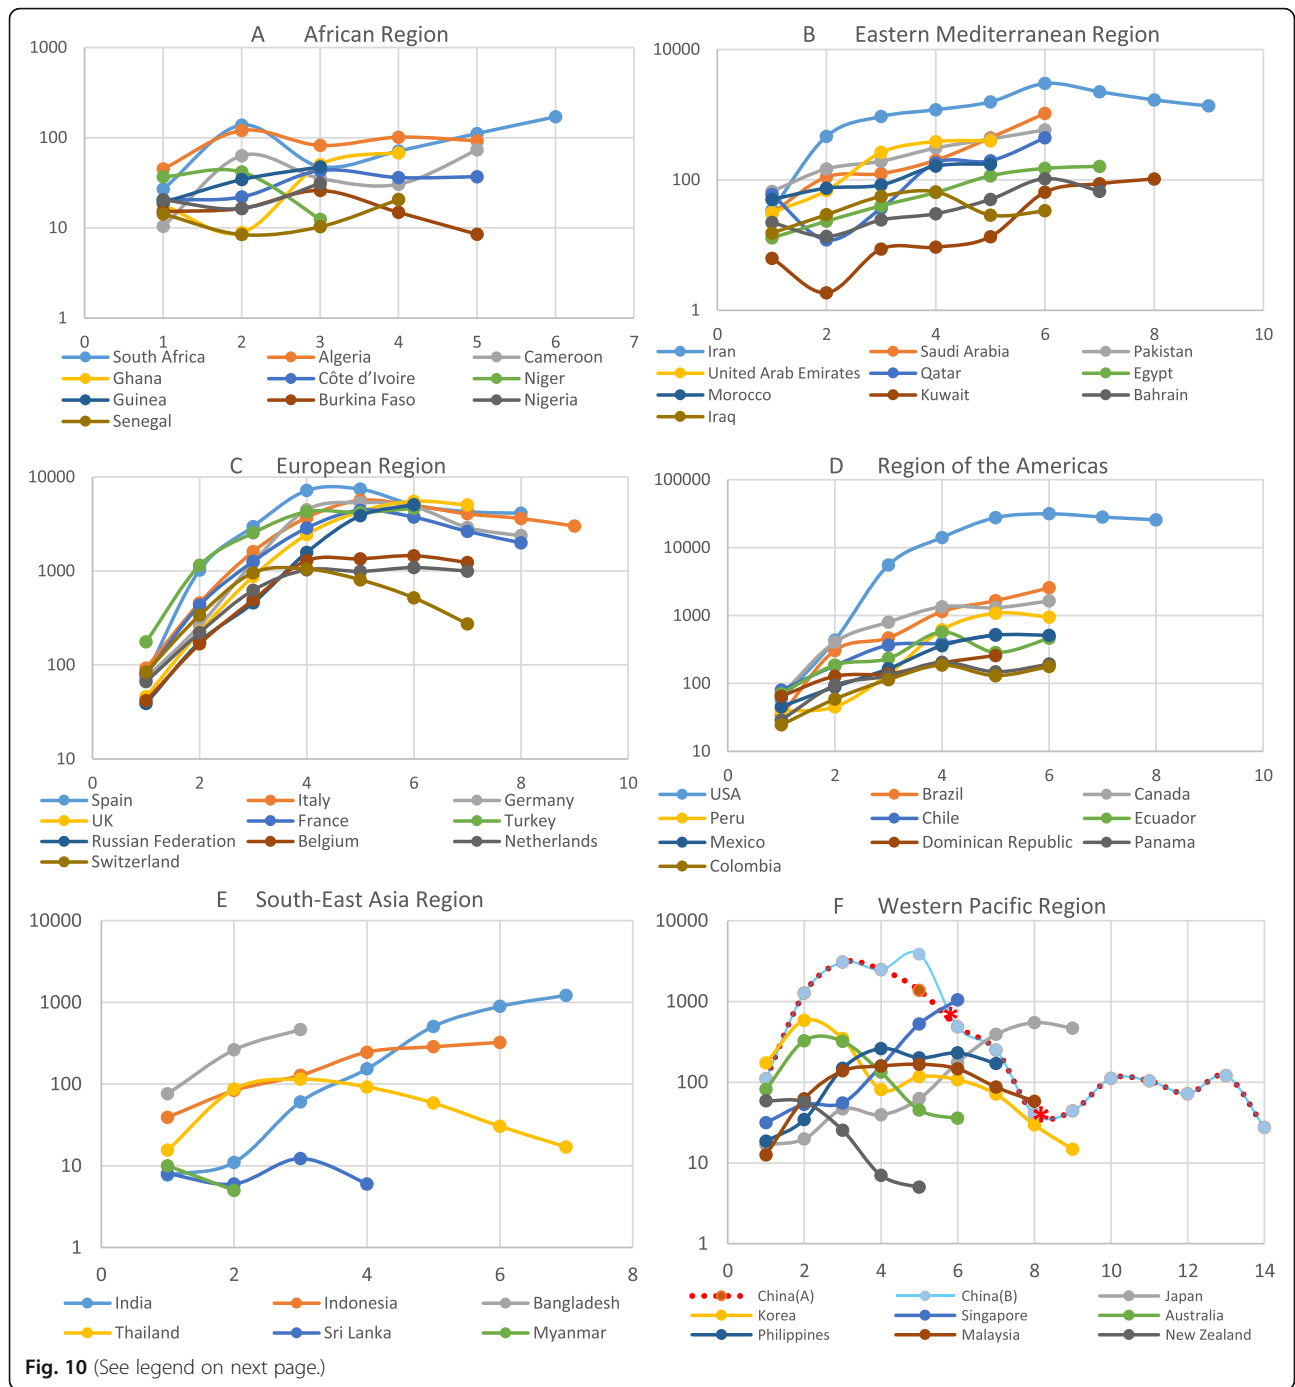 A African Region
1000
100
10
1
0 1 2 3 4 5 6 7
South Africa Algeria Cameroon
Ghana Côte d'Ivoire Niger
Guinea Burkina Faso Nigeria
Senegal
B Eastern Mediterranean Region
10000
100
1
0 2 4 6 8 10
Iran Saudi Arabia Pakistan
United Arab Emirates Qatar Egypt
Morocco Kuwait Bahrain
Iraq
C European Region
10000
1000
100
10
0 2 4 6 8 10
Spain Italy Germany
UK France Turkey
Russian Federation Belgium Netherlands
Switzerland
D Region of the Americas
100000
10000
1000
100
10
0 2 4 6 8 10
USA Brazil Canada
Peru Chile Ecuador
Mexico Dominican Republic Panama
Colombia
E South-East Asia Region
10000
1000
100
10
1
0 2 4 6 8
India Indonesia Bangladesh
Thailand Sri Lanka Myanmar
F Western Pacific Region
10000
1000
100
10
1
0 2 4 6 8 10 12 14
China(A) China(B) Japan
Korea Singapore Australia
Philippines Malaysia New Zealand
Fig. 10 (See legend on next page.)